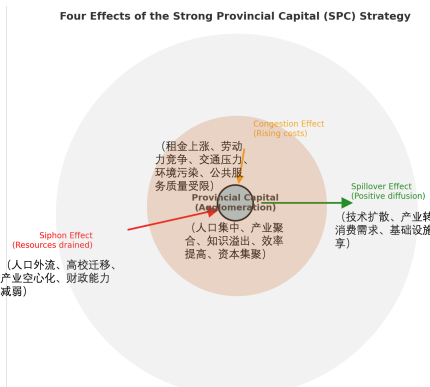 Four Effects of the Strong Provincial Capital (SPC) Strategy
Congestion Effect
(Rising costs)
（租金上涨、劳动
力竞争、交通压力、
环境污染、公共服
务质量受限）
Spillover Effect
(Positive diffusion)
Provincial Capital
(Agglomeration)
（技术扩散、产业转
消费需求、基础设施
享）
（人口集中、产业聚
合、知识溢出、效率
提高、资本集聚）
Siphon Effect
(Resources drained)
（人口外流、高校迁移、
产业空心化、财政能力
减弱）